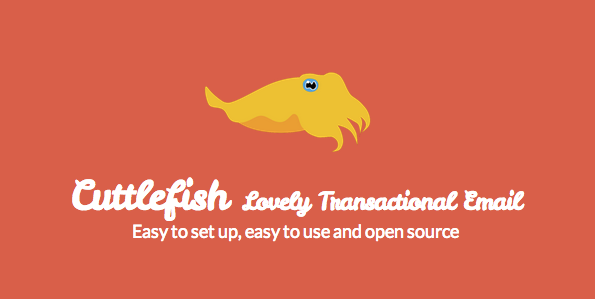 Cuttlefish Lovely Transactional Email
Easy to set up, easy to use and open source